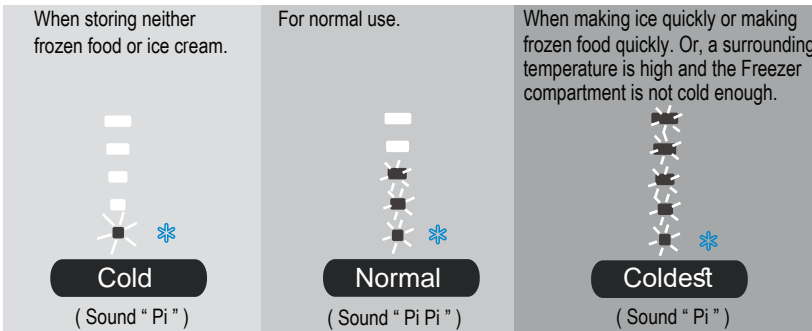 When storing neither
frozen food or ice cream.
For normal use.
When making ice quickly or making
frozen food quickly. Or, a surrounding
temperature is high and the Freezer
compartment is not cold enough.
Cold
Normal
Coldest
( Sound “ Pi ” )
( Sound “ Pi Pi ” )
( Sound “ Pi ” )